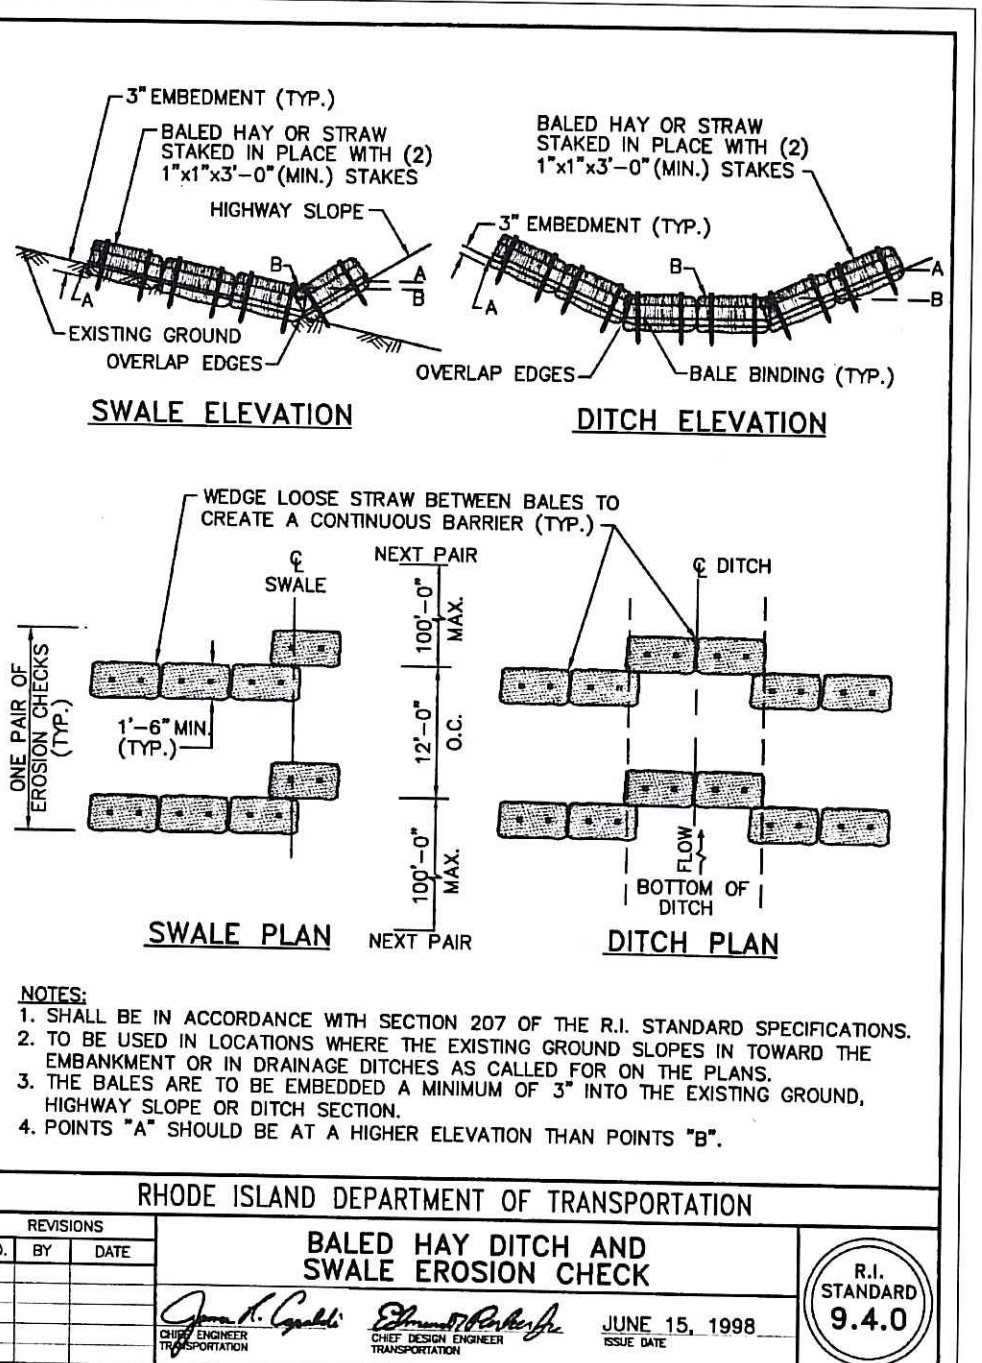 3" EMBEDMENT (TYP.)
BALED HAY OR STRAW
STAKED IN PLACE WITH (2)
1"x1"x3'-0" (MIN.) STAKES
HIGHWAY SLOPE
B
A
B
A
EXISTING GROUND
OVERLAP EDGES
SWALE ELEVATION
BALED HAY OR STRAW
STAKED IN PLACE WITH (2)
1"x1"x3'-0" (MIN.) STAKES
3" EMBEDMENT (TYP.)
B
A
B
A
OVERLAP EDGES
BALE BINDING (TYP.)
DITCH ELEVATION
WEDGE LOOSE STRAW BETWEEN BALES TO
CREATE A CONTINUOUS BARRIER (TYP.)
℄
SWALE
NEXT PAIR
℄ DITCH
100'-0"
MAX.
ONE PAIR OF
EROSION CHECKS
(TYP.)
1'-6" MIN.
(TYP.)
12'-0"
O.C.
100'-0"
MAX.
FLOW
BOTTOM OF
DITCH
SWALE PLAN
NEXT PAIR
DITCH PLAN
NOTES:
1. SHALL BE IN ACCORDANCE WITH SECTION 207 OF THE R.I. STANDARD SPECIFICATIONS.
2. TO BE USED IN LOCATIONS WHERE THE EXISTING GROUND SLOPES IN TOWARD THE
EMBANKMENT OR IN DRAINAGE DITCHES AS CALLED FOR ON THE PLANS.
3. THE BALES ARE TO BE EMBEDDED A MINIMUM OF 3" INTO THE EXISTING GROUND,
HIGHWAY SLOPE OR DITCH SECTION.
4. POINTS "A" SHOULD BE AT A HIGHER ELEVATION THAN POINTS "B".
RHODE ISLAND DEPARTMENT OF TRANSPORTATION
REVISIONS
BY DATE
BALED HAY DITCH AND
SWALE EROSION CHECK
R.I.
STANDARD
9.4.0
James R. Capaldi
CHIEF ENGINEER
TRANSPORTATION
Edmund T. Parker Jr.
CHIEF DESIGN ENGINEER
TRANSPORTATION
JUNE 15, 1998
ISSUE DATE